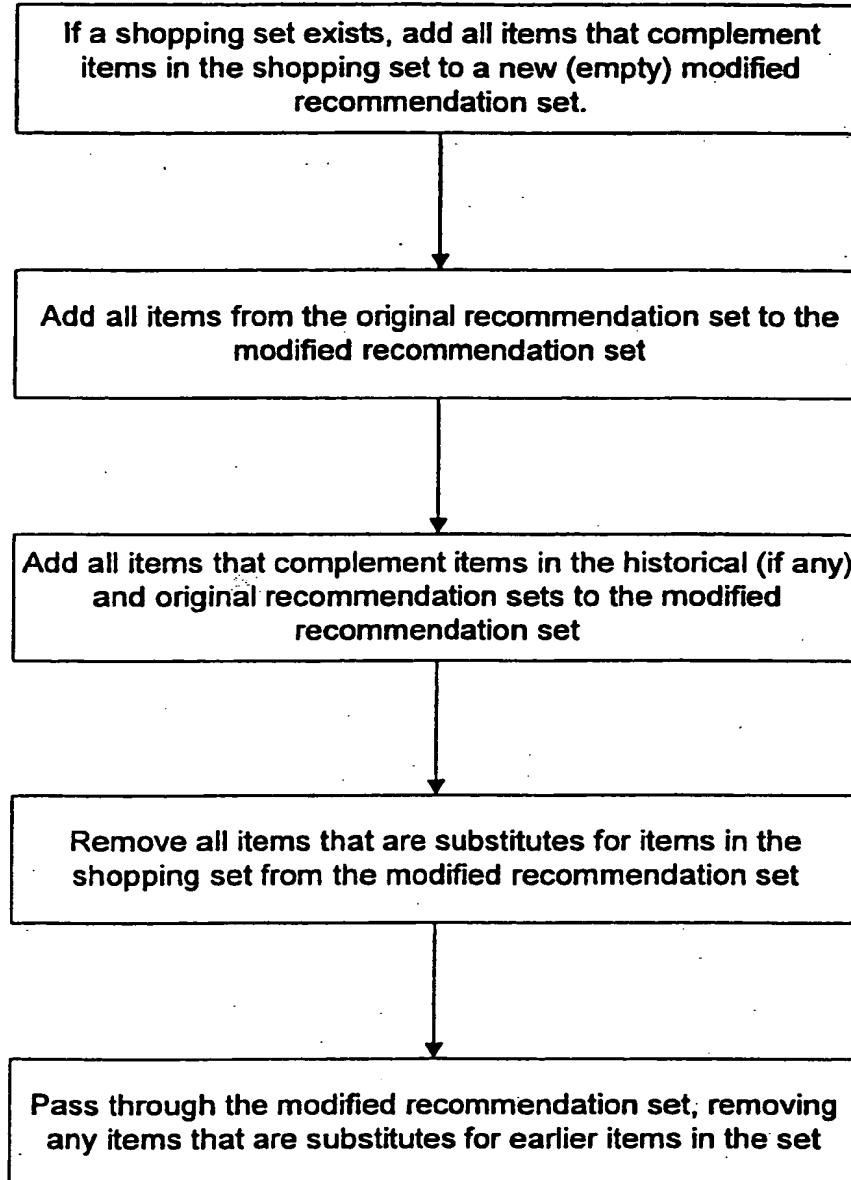 If a shopping set exists, add all items that complement
items in the shopping set to a new (empty) modified
recommendation set.
Add all items from the original recommendation set to the
modified recommendation set
Add all items that complement items in the historical (if any)
and original recommendation sets to the modified
recommendation set
Remove all items that are substitutes for items in the
shopping set from the modified recommendation set
Pass through the modified recommendation set, removing
any items that are substitutes for earlier items in the set